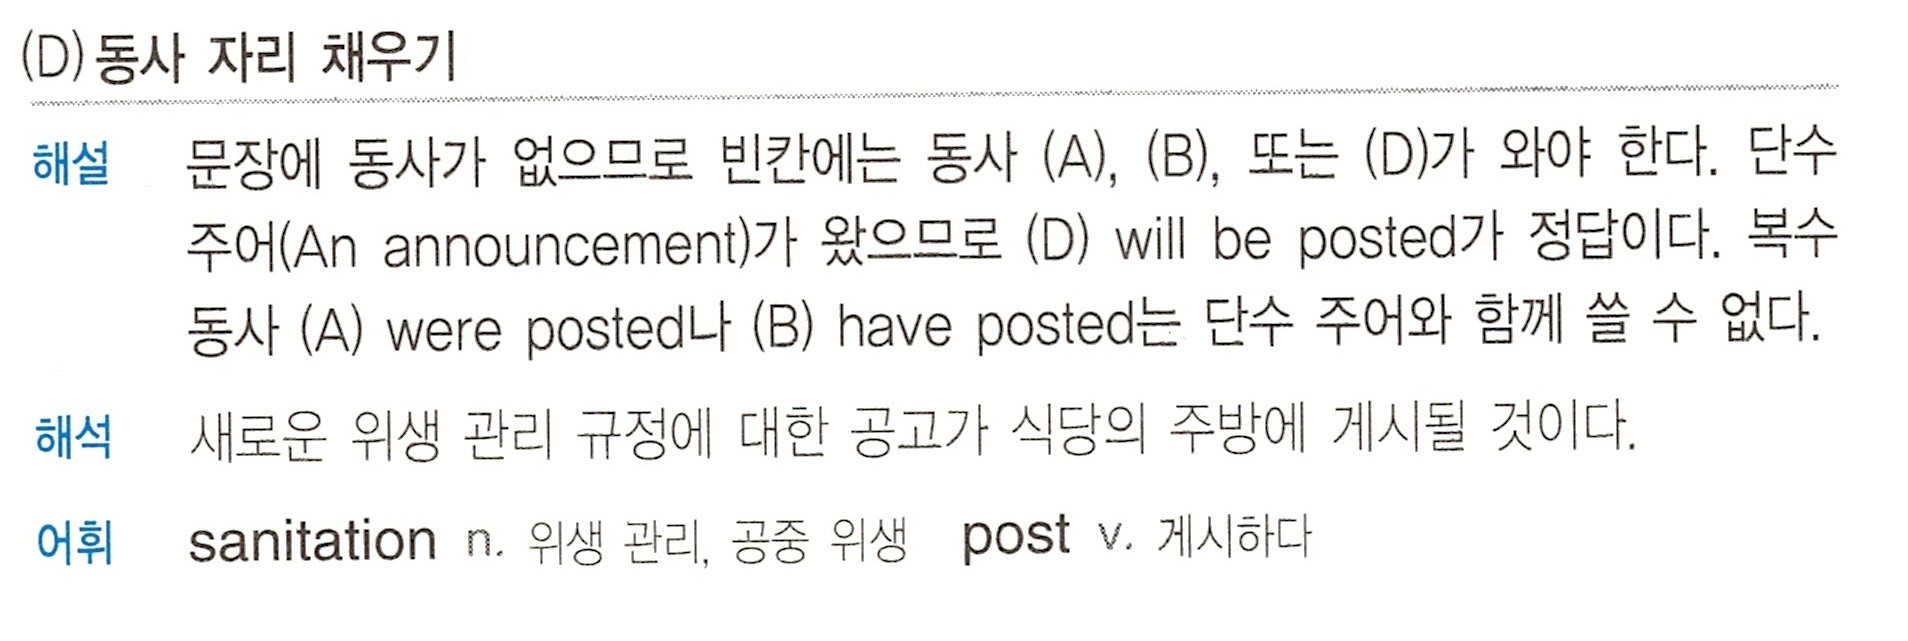 (D) 동사 자리 채우기
해설 문장에 동사가 없으므로 빈칸에는 동사 (A), (B), 또는 (D)가 와야 한다. 단수
주어(An announcement)가 왔으므로 (D) will be posted가 정답이다. 복수
동사 (A) were posted나 (B) have posted는 단수 주어와 함께 쓸 수 없다.
해석 새로운 위생 관리 규정에 대한 공고가 식당의 주방에 게시될 것이다.
어휘 sanitation n. 위생 관리, 공중 위생 post v. 게시하다